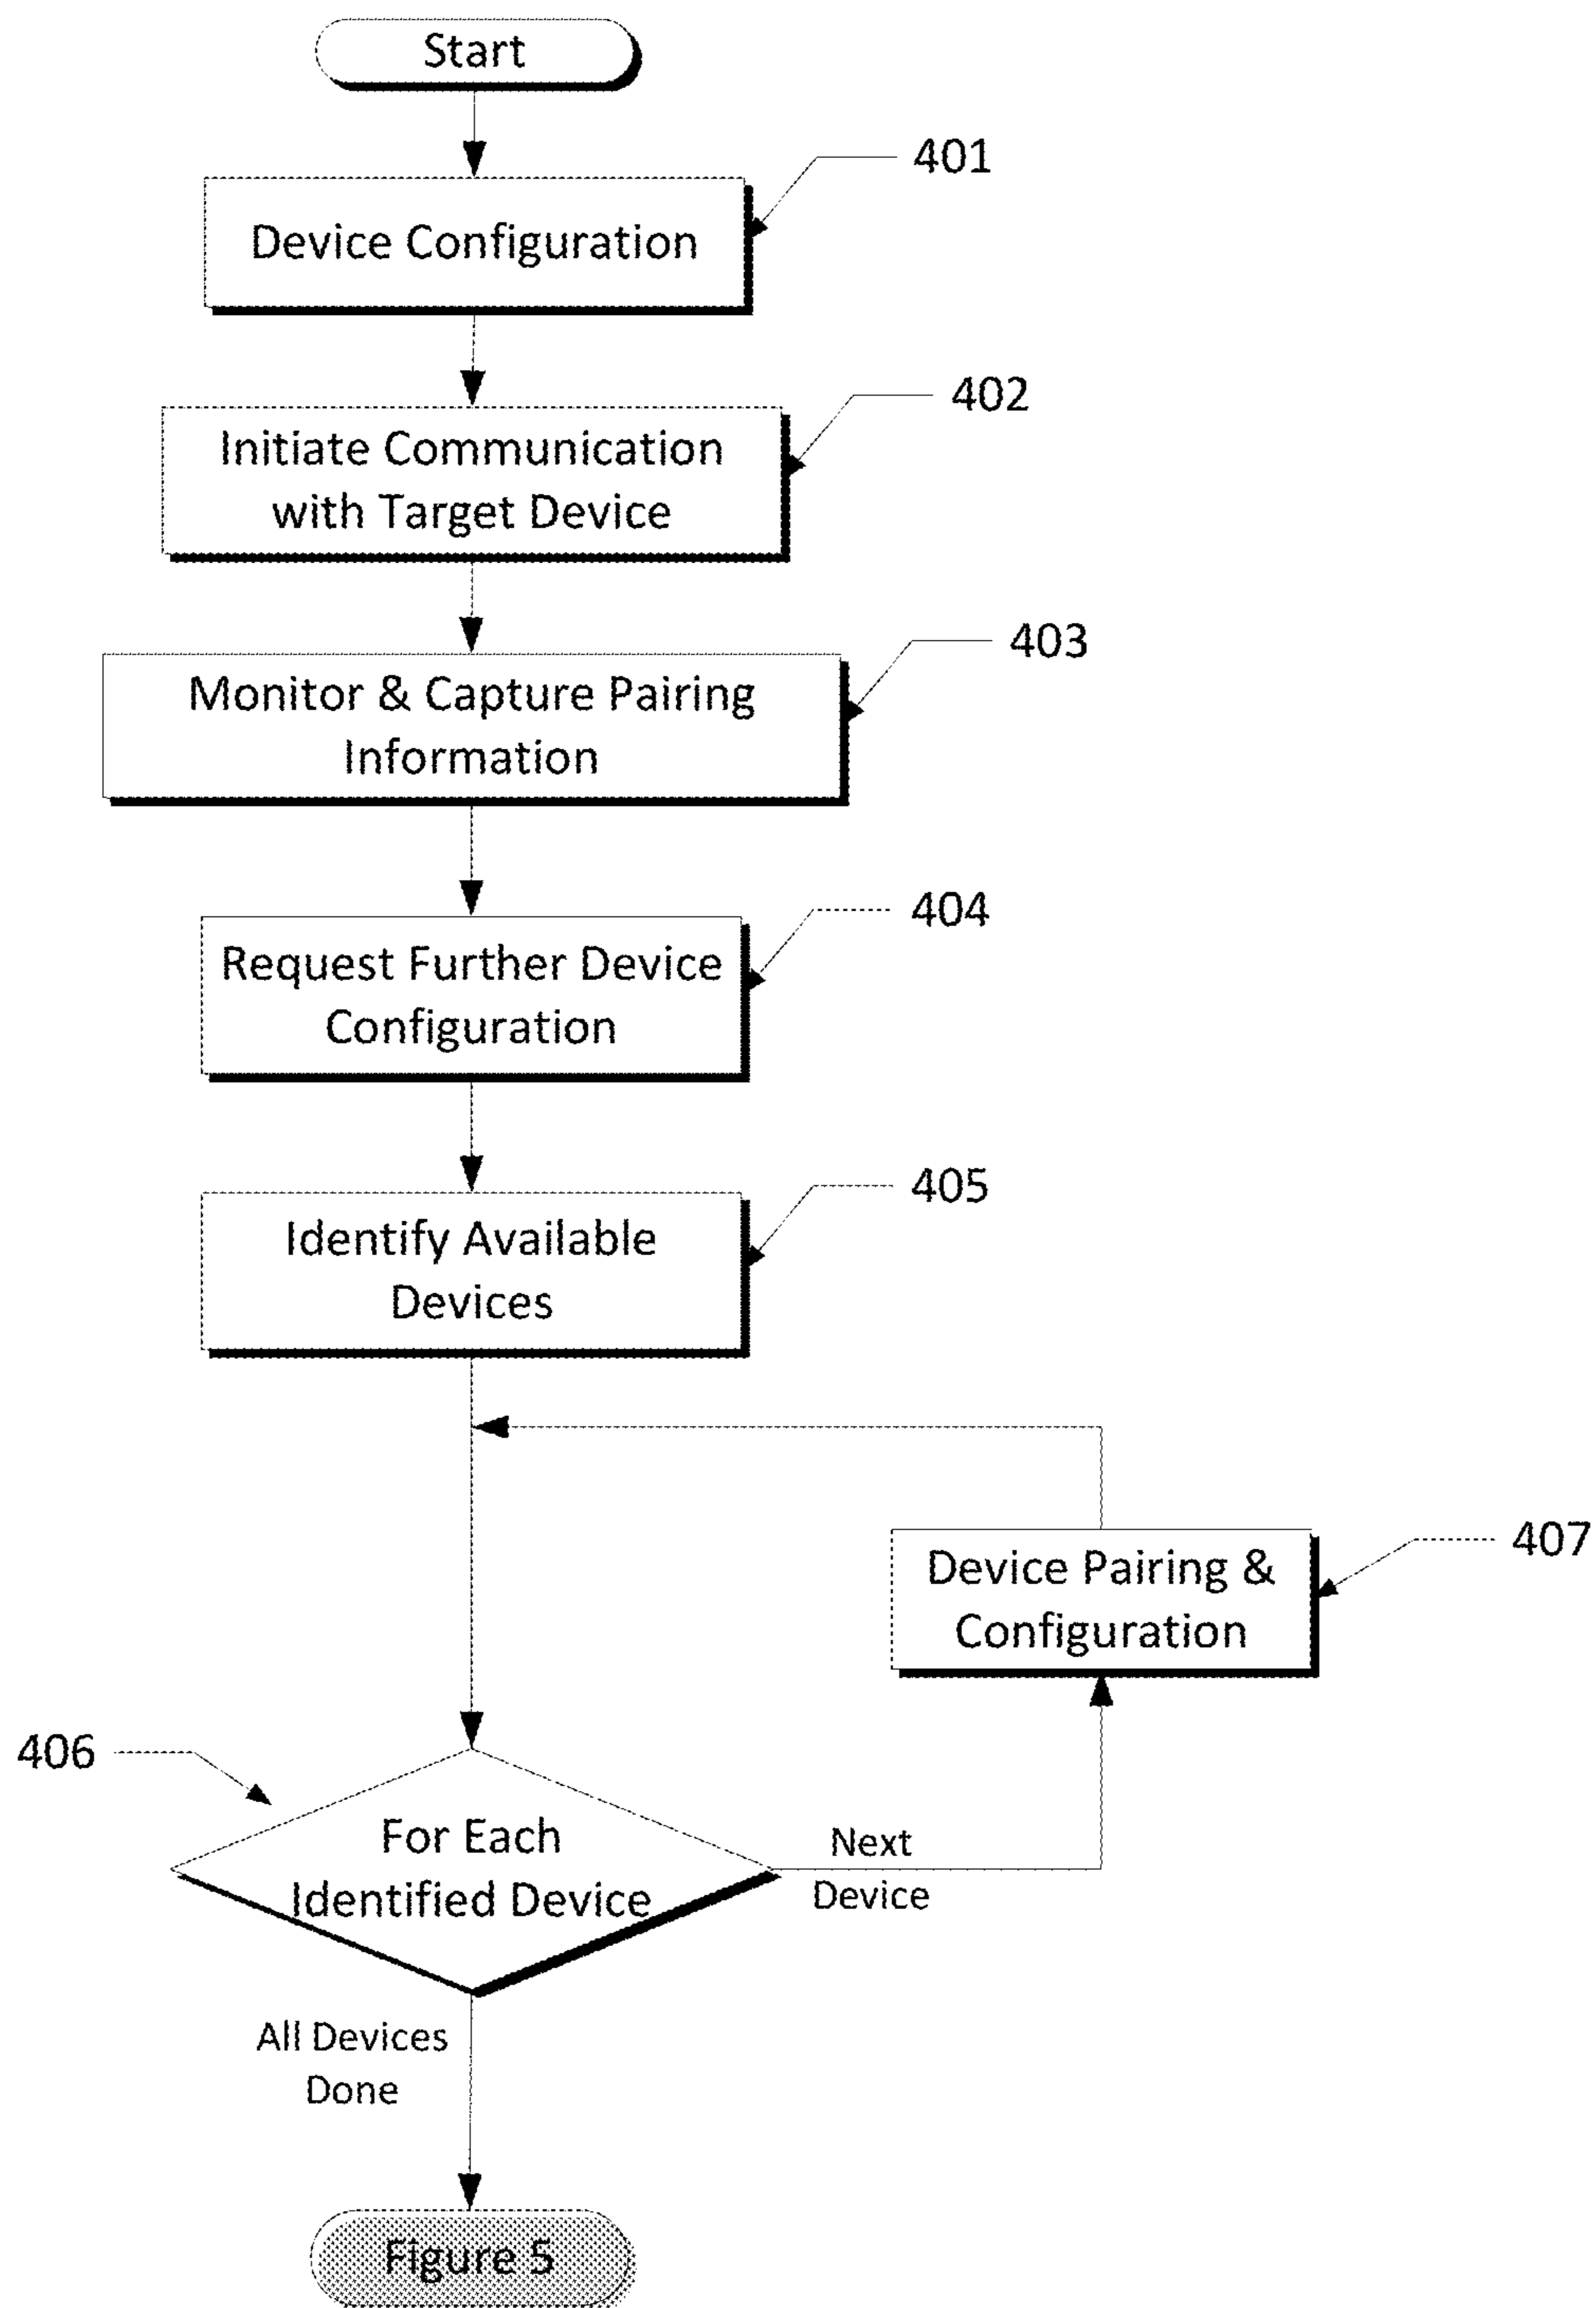 Start
401
Device Configuration
402
Initiate Communication
with Target Device
403
Monitor & Capture Pairing
Information
404
Request Further Device
Configuration
405
Identify Available
Devices
407
Device Pairing &
Configuration
406
For Each
Identified Device
Next
Device
All Devices
Done
Figure 5